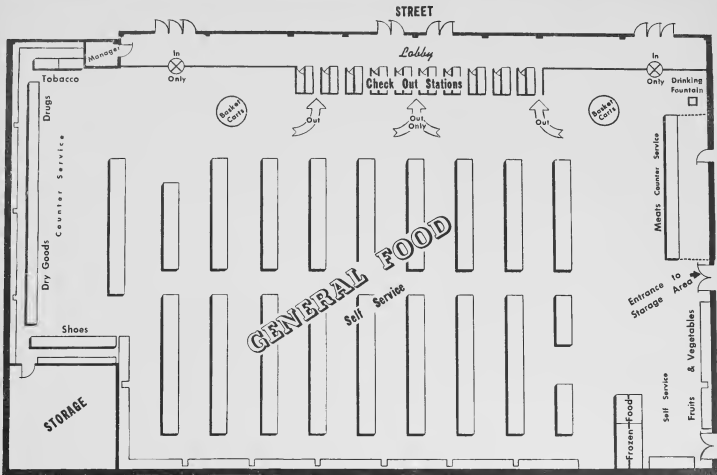 STREET
Manager
Lobby
In
Only
In
Only
Tobacco
Check Out Stations
Drinking
Fountain
Drugs
Basket
Carts
Out
Out
Only
Out
Basket
Carts
Counter Service
Dry Goods
Meats Counter Service
GENERAL FOOD
Self Service
Entrance to
Starage Area
Shoes
STORAGE
Frozen Food
Self Service
Fruits & Vegetables